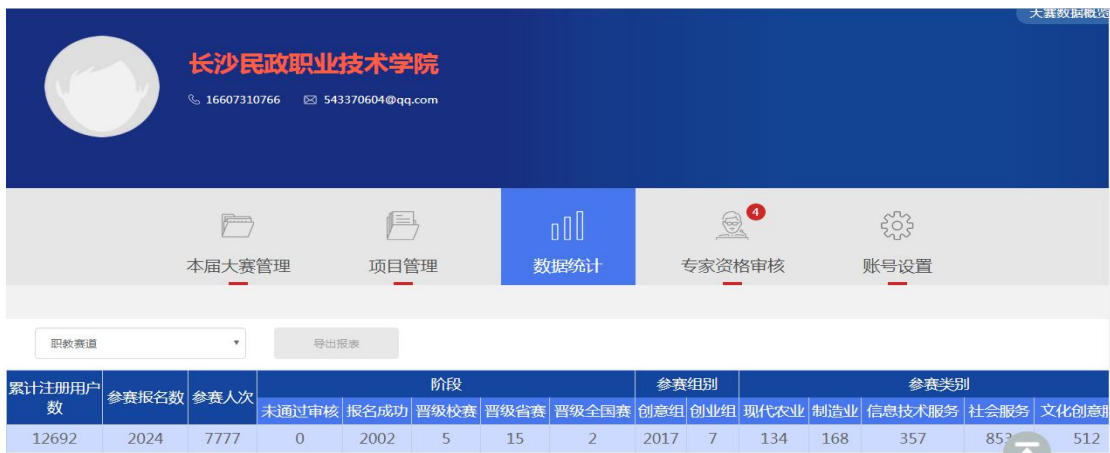 大赛数据概览
长沙民政职业技术学院
16607310766 543370604@qq.com
4
本届大赛管理 项目管理 数据统计 专家资格审核 账号设置
职教赛道 导出报表
累计注册用户数 参赛报名数 参赛人次 阶段 参赛组别 参赛类别
未通过审核 报名成功 晋级校赛 晋级省赛 晋级全国赛 创意组 创业组 现代农业 制造业 信息技术服务 社会服务 文化创意
12692 2024 7777 0 2002 5 15 2 2017 7 134 168 357 512